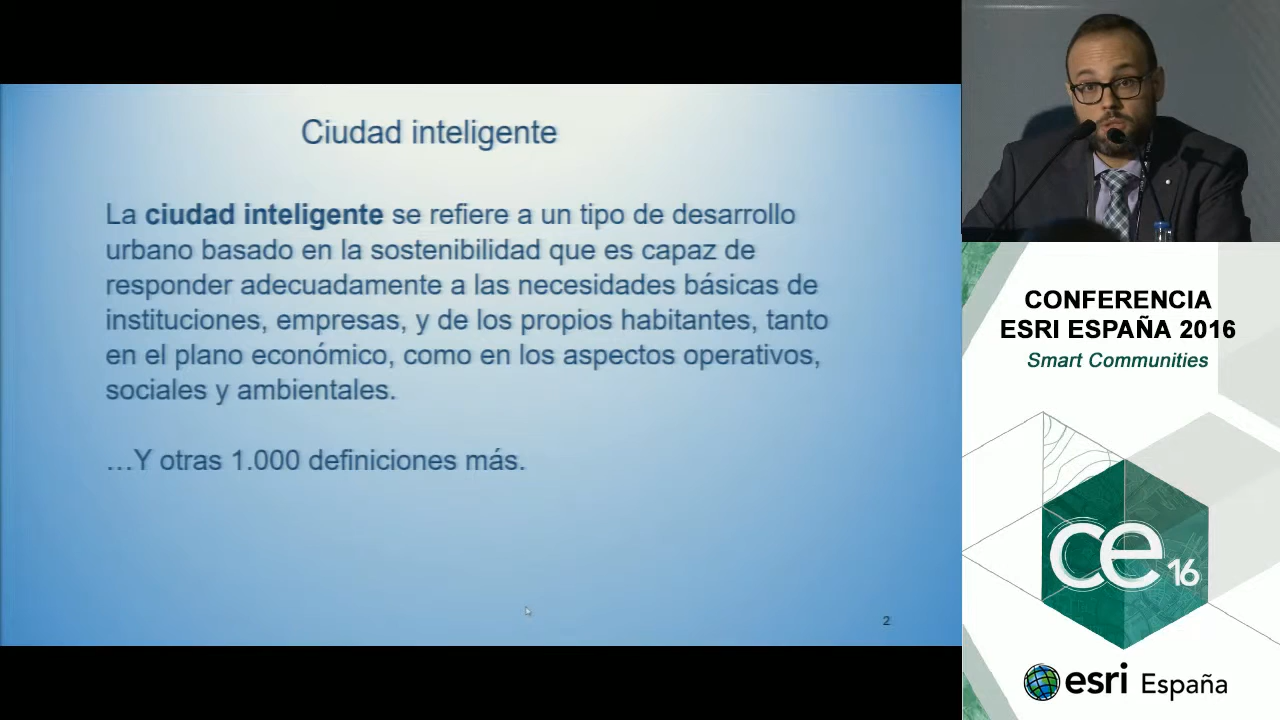 Ciudad inteligente
La ciudad inteligente se refiere a un tipo de desarrollo
urbano basado en la sostenibilidad que es capaz de
responder adecuadamente a las necesidades básicas de
instituciones, empresas, y de los propios habitantes, tanto
en el plano económico, como en los aspectos operativos,
sociales y ambientales.
…Y otras 1.000 definiciones más.
2
CONFERENCIA
ESRI ESPAÑA 2016
Smart Communities
ce16
esri España